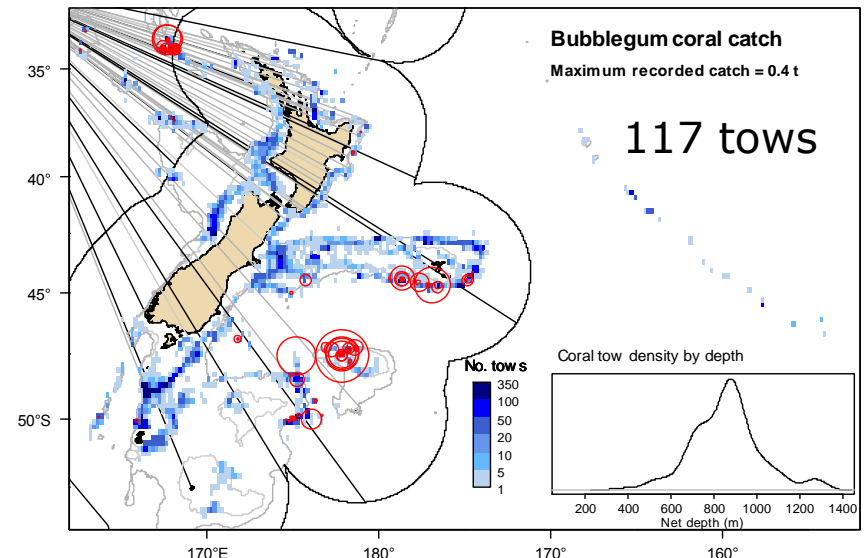 Bubblegum coral catch
Maximum recorded catch = 0.4 t
117 tows
35°
40°
45°
50°S
No. tows
350
100
50
20
10
5
1
Coral tow density by depth
200
400
600
800
1000
1200
1400
Net depth (m)
170°E
180°
170°
160°